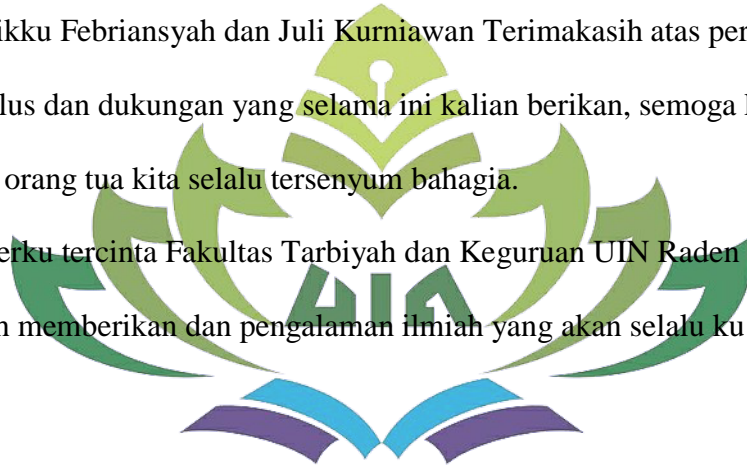 ikku Febriansyah dan Juli Kurniawan Terimakasih atas per
lus dan dukungan yang selama ini kalian berikan, semoga
orang tua kita selalu tersenyum bahagia.
erku tercinta Fakultas Tarbiyah dan Keguruan UIN Raden
memberikan dan pengalaman ilmiah yang akan selalu ku
UIN